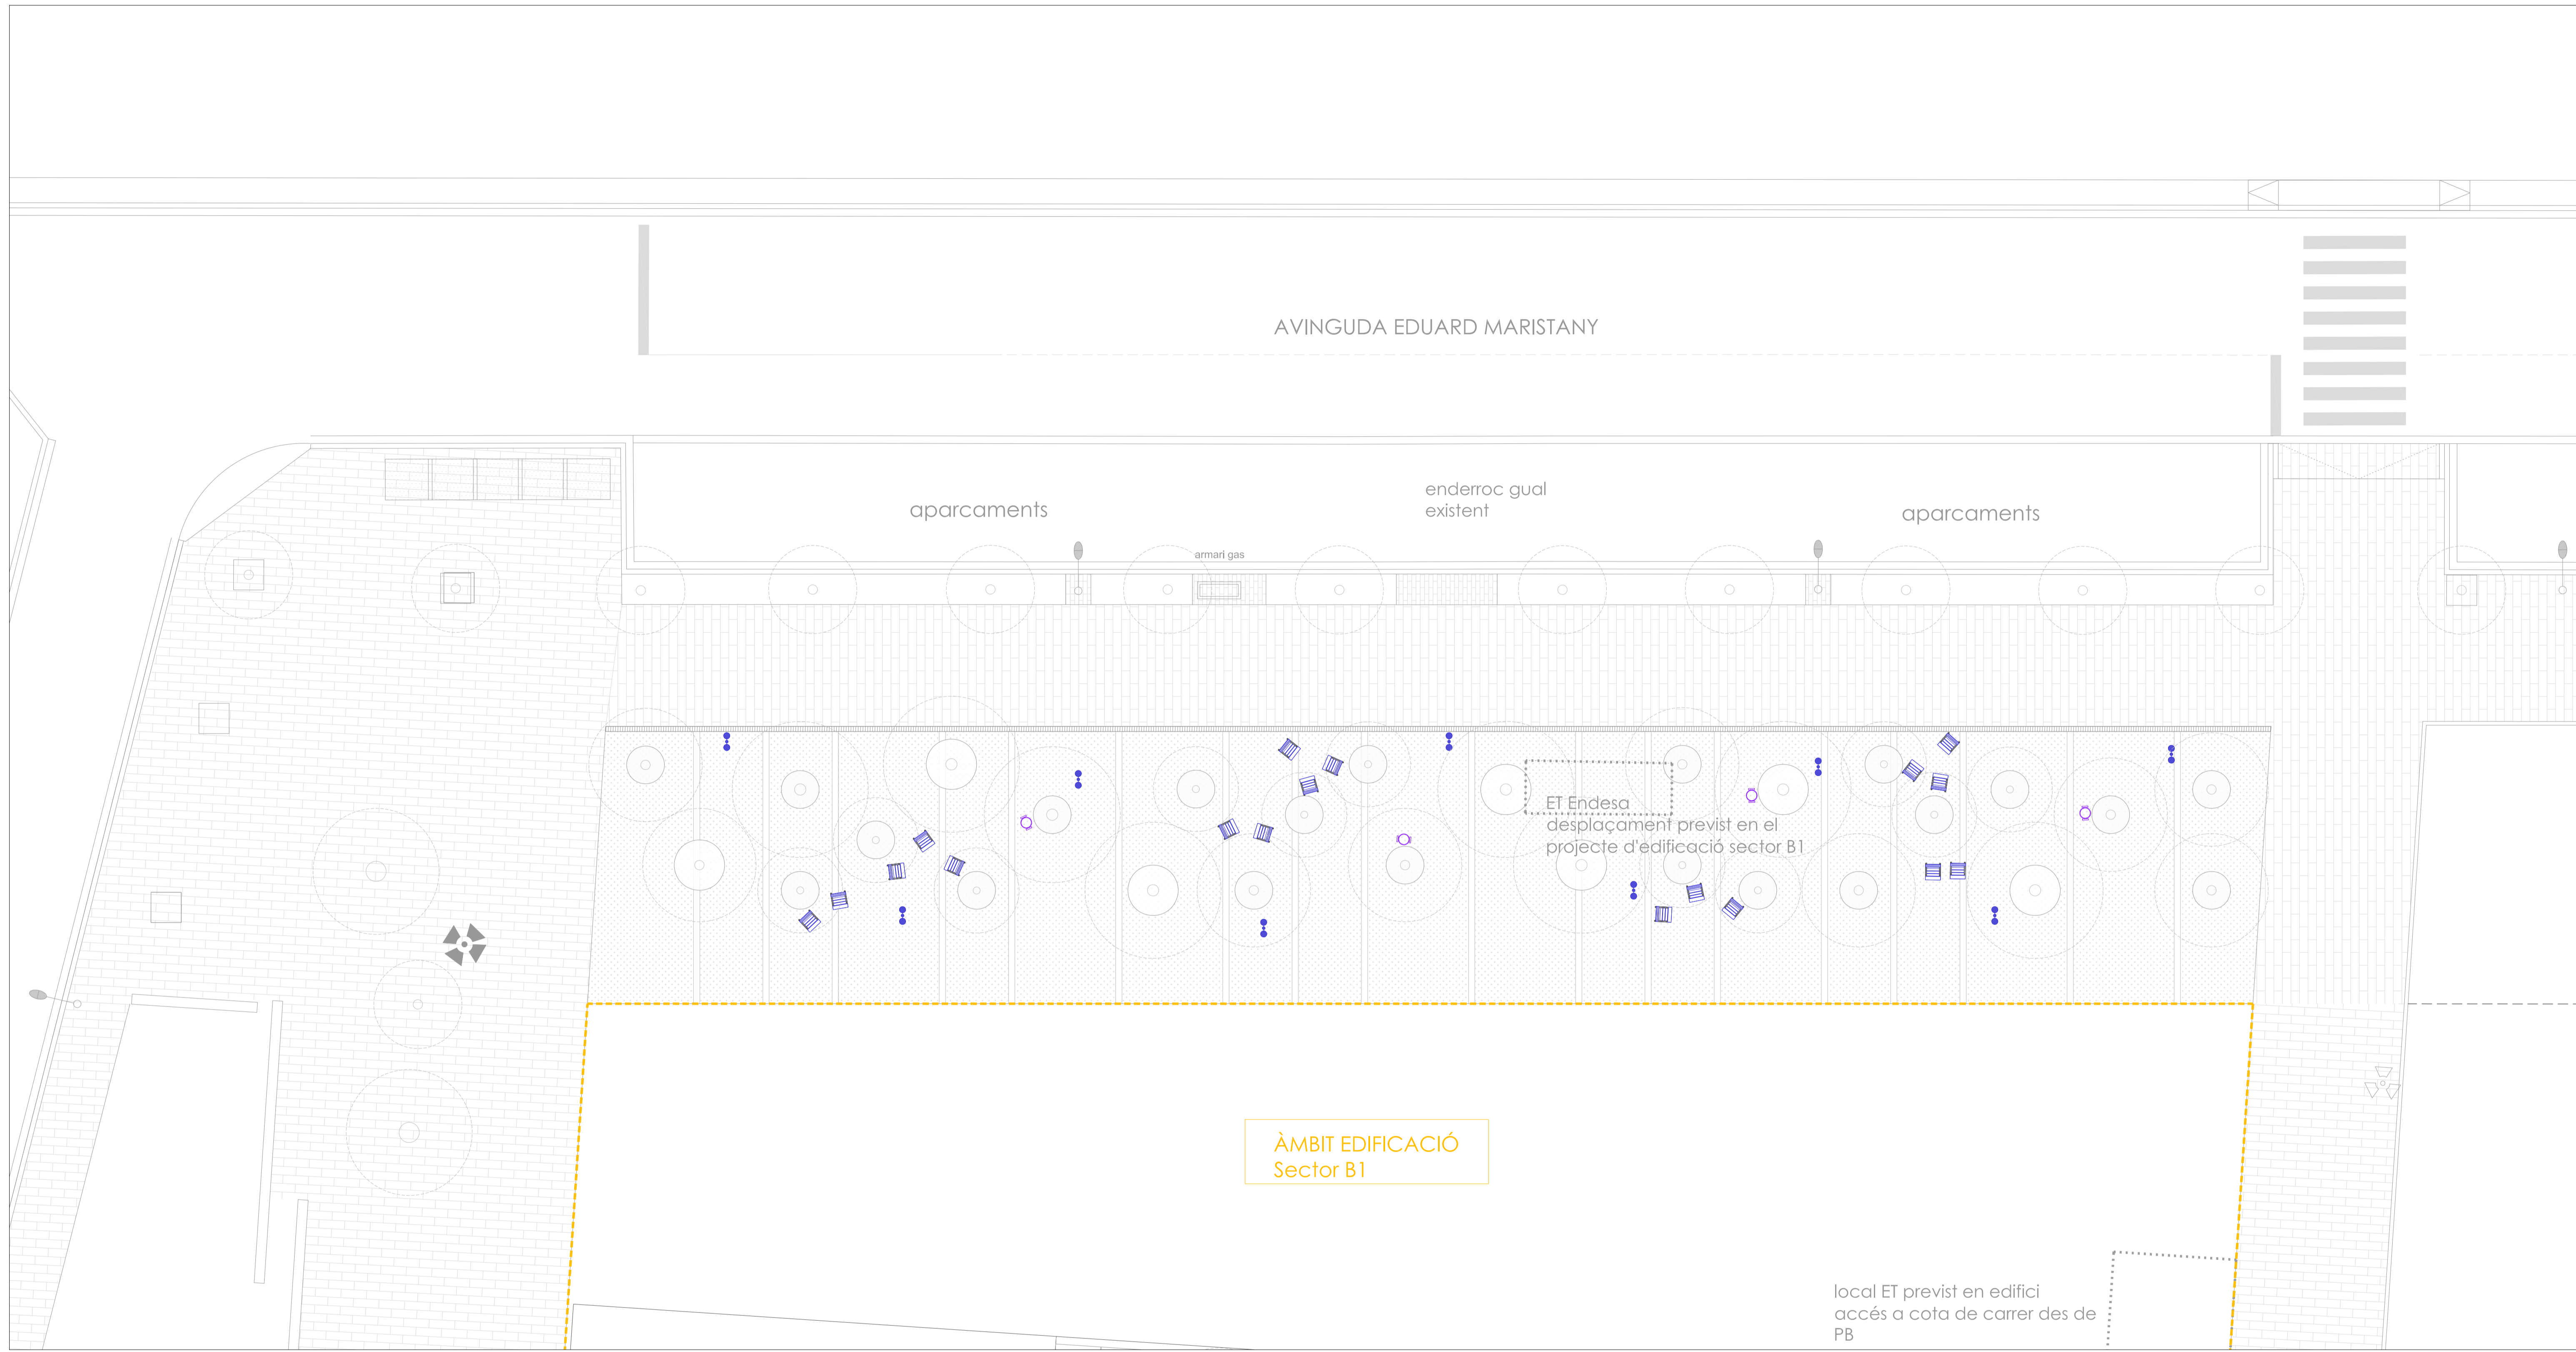 AVINGUDA EDUARD MARISTANY
enderroc gual
existent
aparcaments
aparcaments
armari gas
ET Endesa
desplaçament previst en el
projecte d'edificació sector B1
ÀMBIT EDIFICACIÓ
Sector B1
local ET previst en edifici
accés a cota de carrer des de
PB